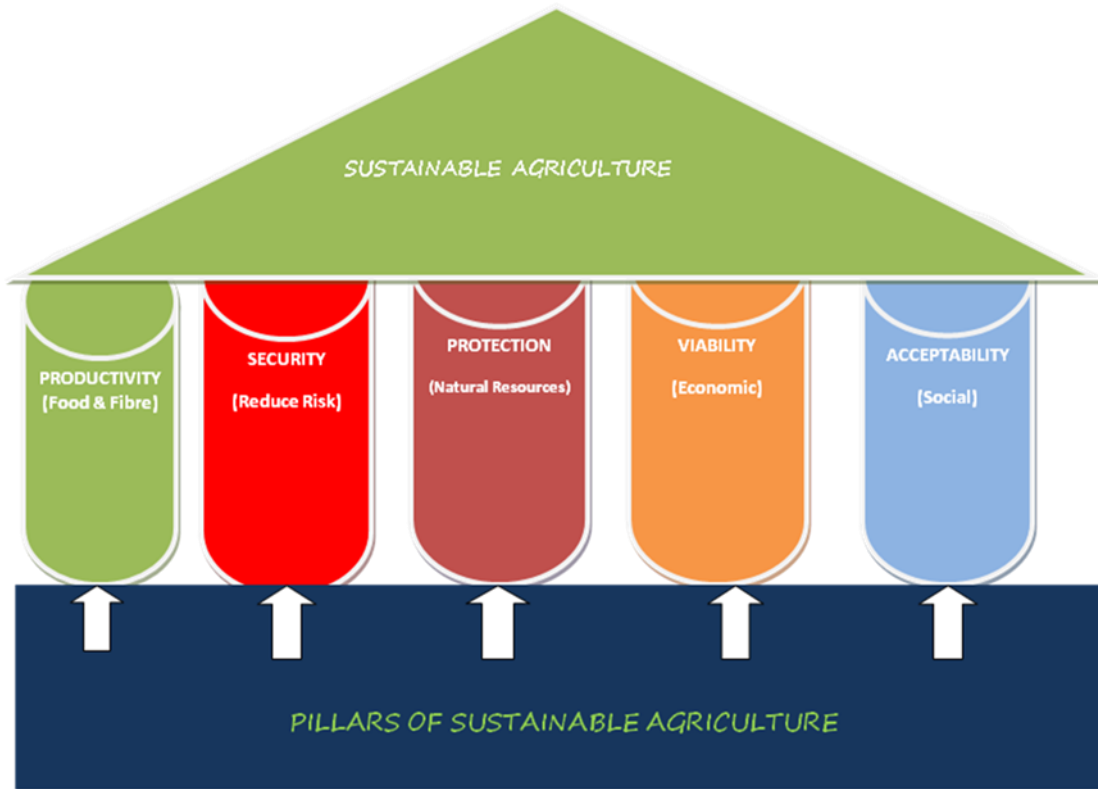 SUSTAINABLE AGRICULTURE
PRODUCTIVITY
(Food & Fibre)
SECURITY
(Reduce Risk)
PROTECTION
(Natural Resources)
VIABILITY
(Economic)
ACCEPTABILITY
(Social)
PILLARS OF SUSTAINABLE AGRICULTURE